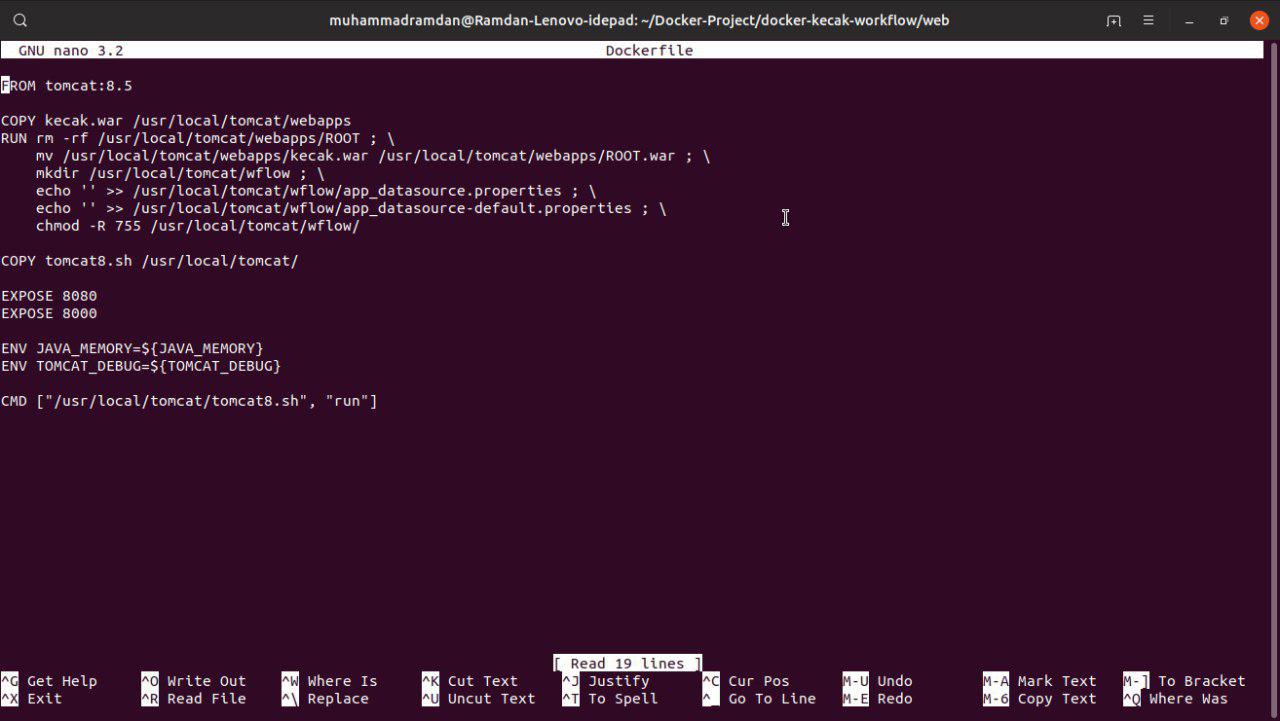 muhammadramdan@Ramdan-Lenovo-idepad: ~/Docker-Project/docker-kecak-workflow/web
GNU nano 3.2 Dockerfile
FROM tomcat:8.5
COPY kecak.war /usr/local/tomcat/webapps
RUN rm -rf /usr/local/tomcat/webapps/ROOT ; \
mv /usr/local/tomcat/webapps/kecak.war /usr/local/tomcat/webapps/ROOT.war ; \
mkdir /usr/local/tomcat/wflow ; \
echo '' >> /usr/local/tomcat/wflow/app_datasource.properties ; \
echo '' >> /usr/local/tomcat/wflow/app_datasource-default.properties ; \
chmod -R 755 /usr/local/tomcat/wflow/
COPY tomcat8.sh /usr/local/tomcat/
EXPOSE 8080
EXPOSE 8000
ENV JAVA_MEMORY=${JAVA_MEMORY}
ENV TOMCAT_DEBUG=${TOMCAT_DEBUG}
CMD ["/usr/local/tomcat/tomcat8.sh", "run"]
[ Read 19 lines ]
^G Get Help ^O Write Out ^W Where Is ^K Cut Text ^J Justify ^C Cur Pos M-U Undo M-A Mark Text M-] To Bracket
^X Exit ^R Read File ^\ Replace ^U Uncut Text ^T To Spell ^_ Go To Line M-E Redo M-6 Copy Text ^Q Where Was